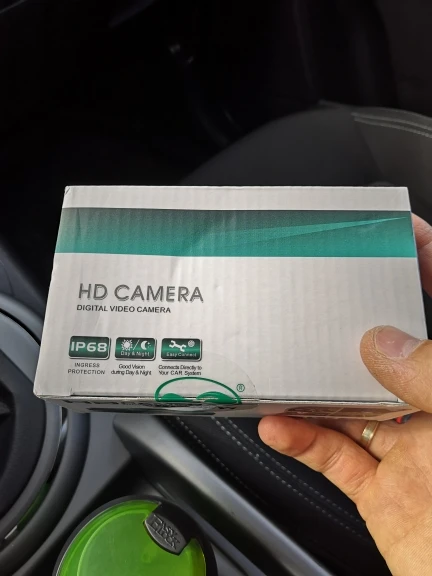 HD CAMERA
DIGITAL VIDEO CAMERA
IP68
Day & Night
Easy Connect
INGRESS
PROTECTION
Good Vision
during Day & Night
Connects Directly to
Your CAR System
®